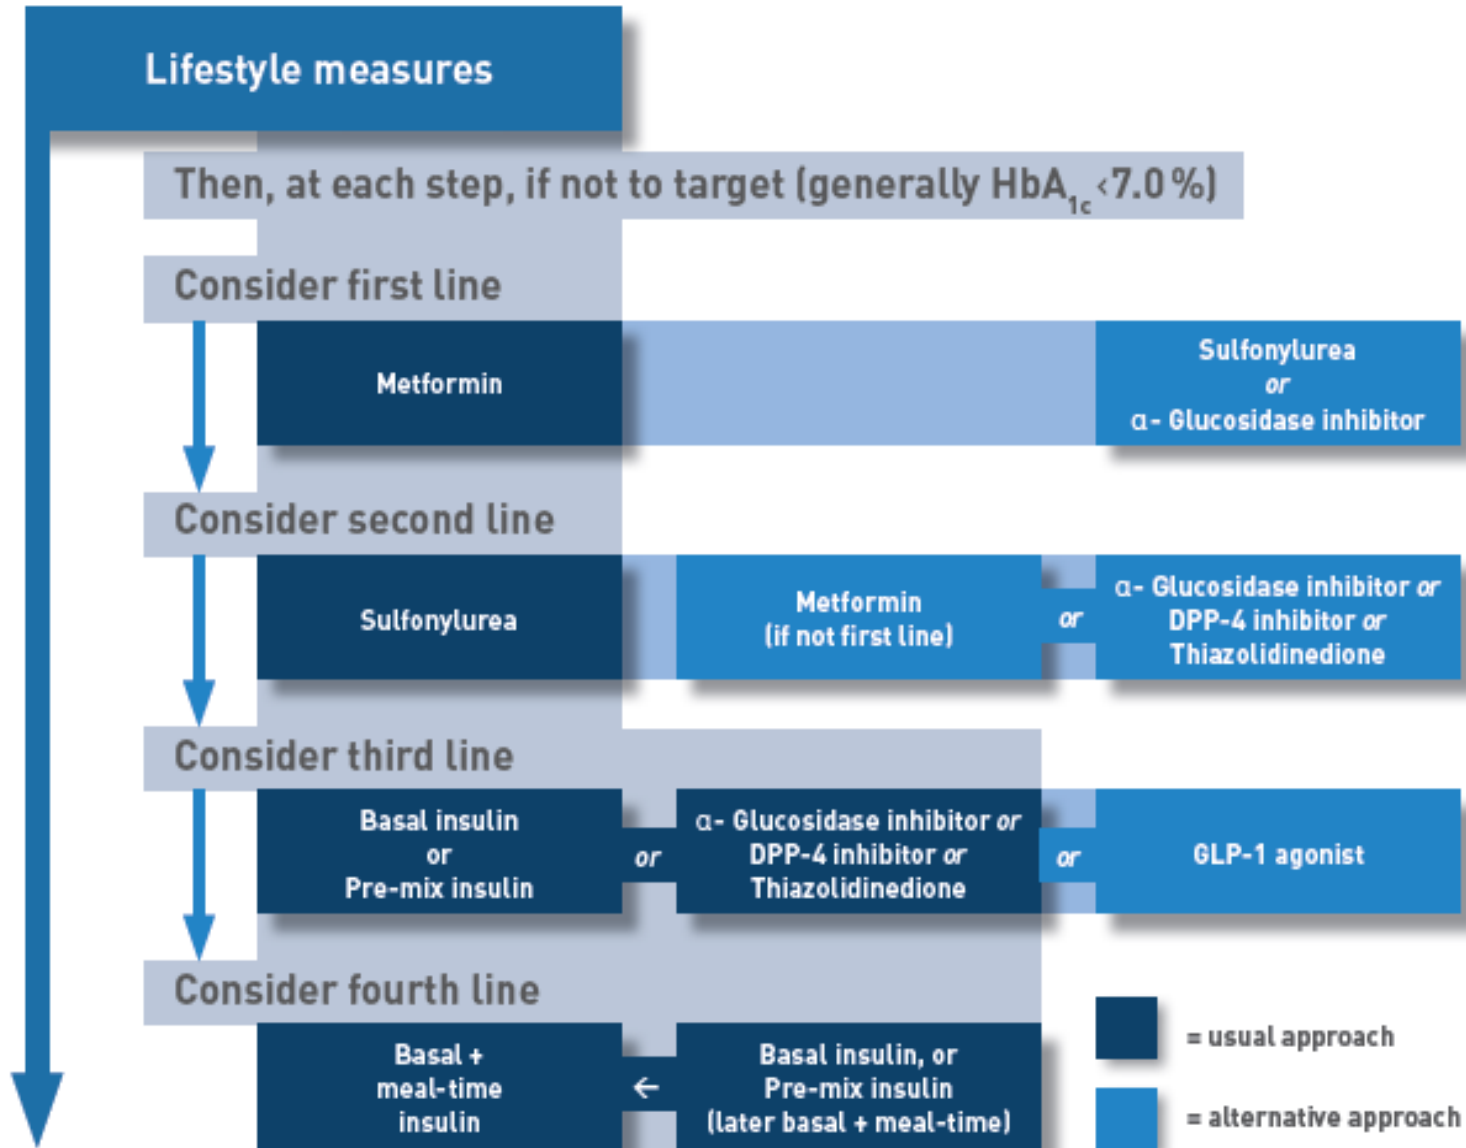 Lifestyle measures
Then, at each step, if not to target (generally HbA1c <7.0%)
Consider first line
Metformin
Sulfonylurea
or
α- Glucosidase inhibitor
Consider second line
Sulfonylurea
Metformin
(if not first line)
or
α- Glucosidase inhibitor or
DPP-4 inhibitor or
Thiazolidinedione
Consider third line
Basal insulin
or
Pre-mix insulin
or
α- Glucosidase inhibitor or
DPP-4 inhibitor or
Thiazolidinedione
or
GLP-1 agonist
Consider fourth line
Basal +
meal-time
insulin
←
Basal insulin, or
Pre-mix insulin
(later basal + meal-time)
= usual approach
= alternative approach